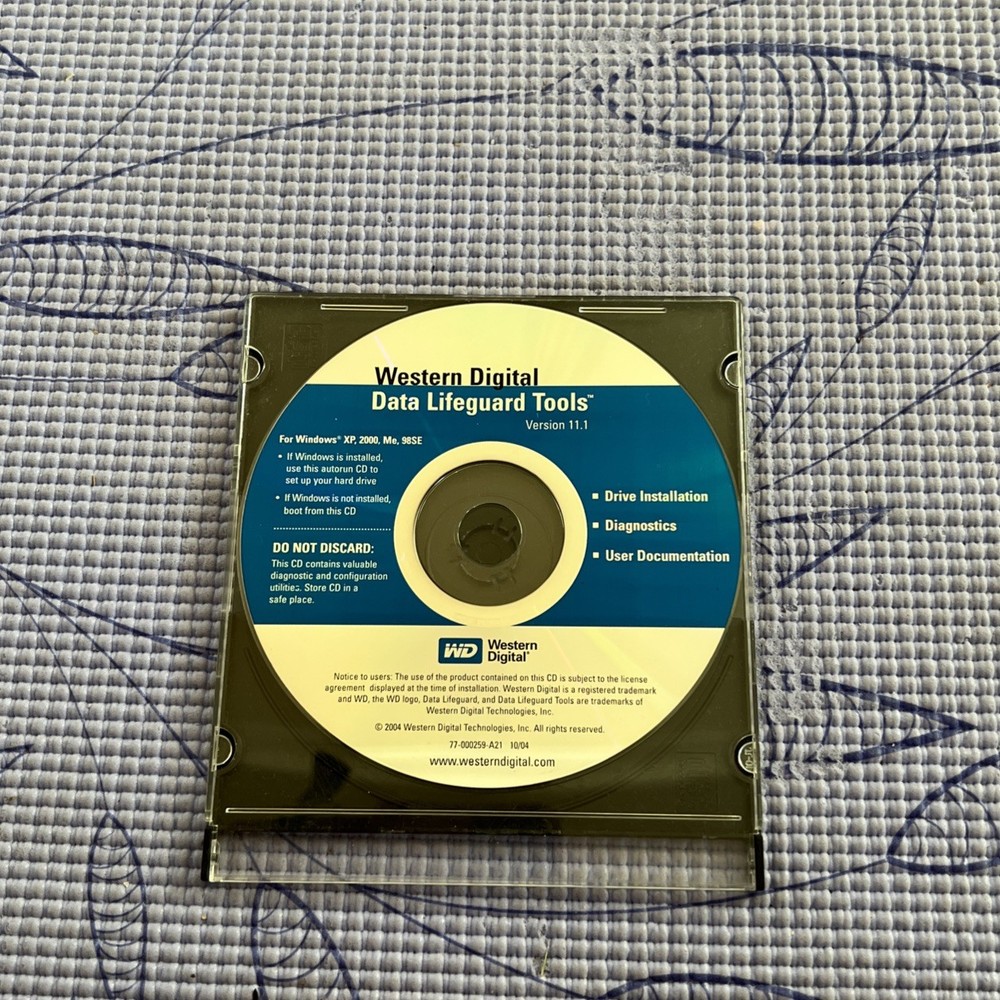 Western Digital
Data Lifeguard Tools™
Version 11.1
For Windows® XP, 2000, Me, 98SE
• If Windows is installed,
use this autorun CD to
set up your hard drive
• If Windows is not installed,
boot from this CD
DO NOT DISCARD:
This CD contains valuable
diagnostic and configuration
utilities. Store CD in a
safe place.
▪ Drive Installation
▪ Diagnostics
▪ User Documentation
WD Western
Digital®
Notice to users: The use of the product contained on this CD is subject to the license
agreement displayed at the time of installation. Western Digital is a registered trademark
and WD, the WD logo, Data Lifeguard, and Data Lifeguard Tools are trademarks of
Western Digital Technologies, Inc.
© 2004 Western Digital Technologies, Inc. All rights reserved.
77-000259-A21 10/04
www.westerndigital.com